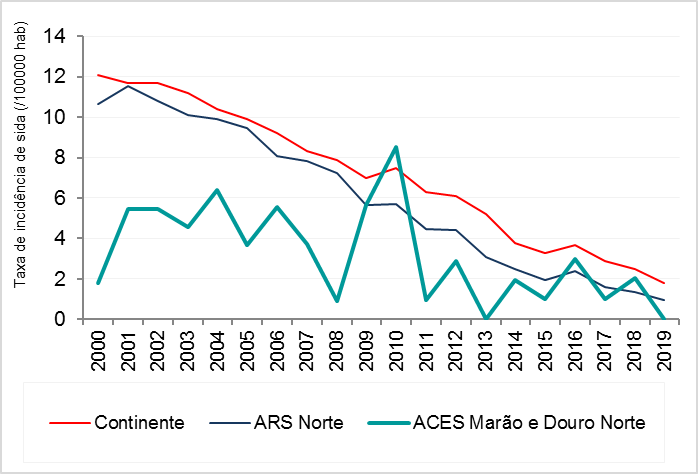 Taxa de incidência de sida (/100000 hab)
14
12
10
8
6
4
2
0
2000 2001 2002 2003 2004 2005 2006 2007 2008 2009 2010 2011 2012 2013 2014 2015 2016 2017 2018 2019
Continente ARS Norte ACES Marão e Douro Norte